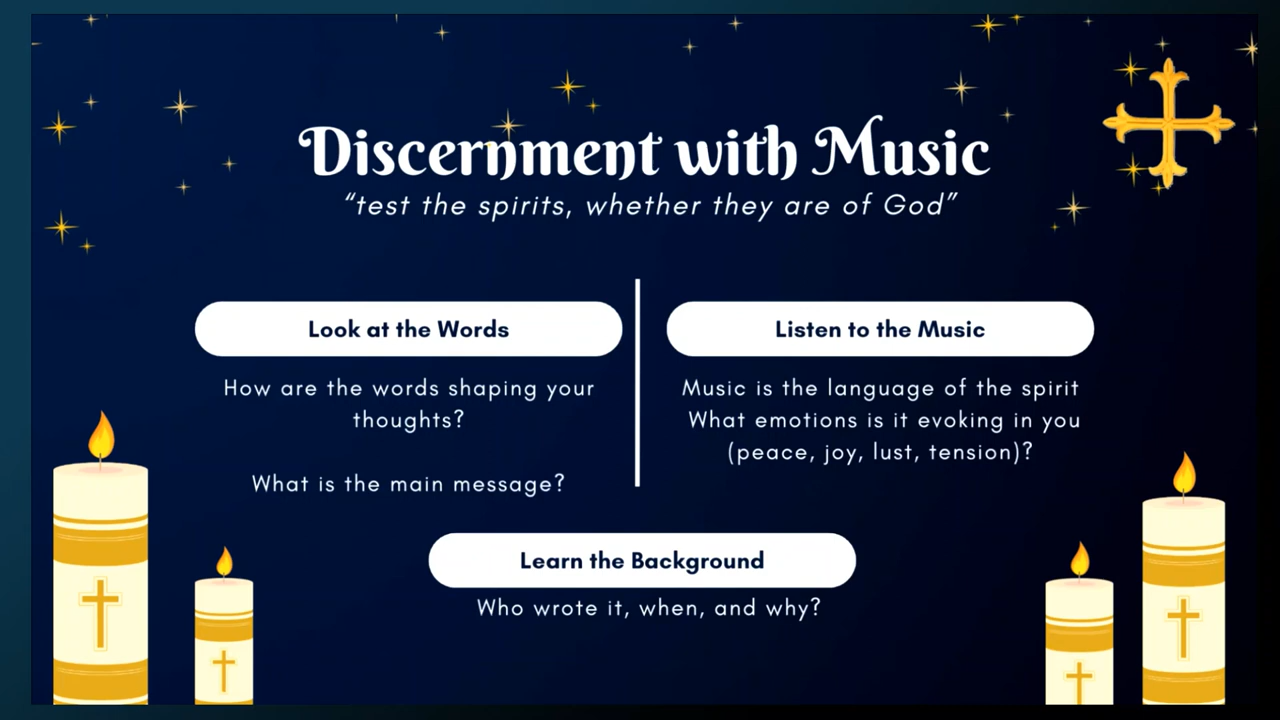 Discernment with Music
“test the spirits, whether they are of God”
Look at the Words
How are the words shaping your
thoughts?
What is the main message?
Listen to the Music
Music is the language of the spirit
What emotions is it evoking in you
(peace, joy, lust, tension)?
Learn the Background
Who wrote it, when, and why?